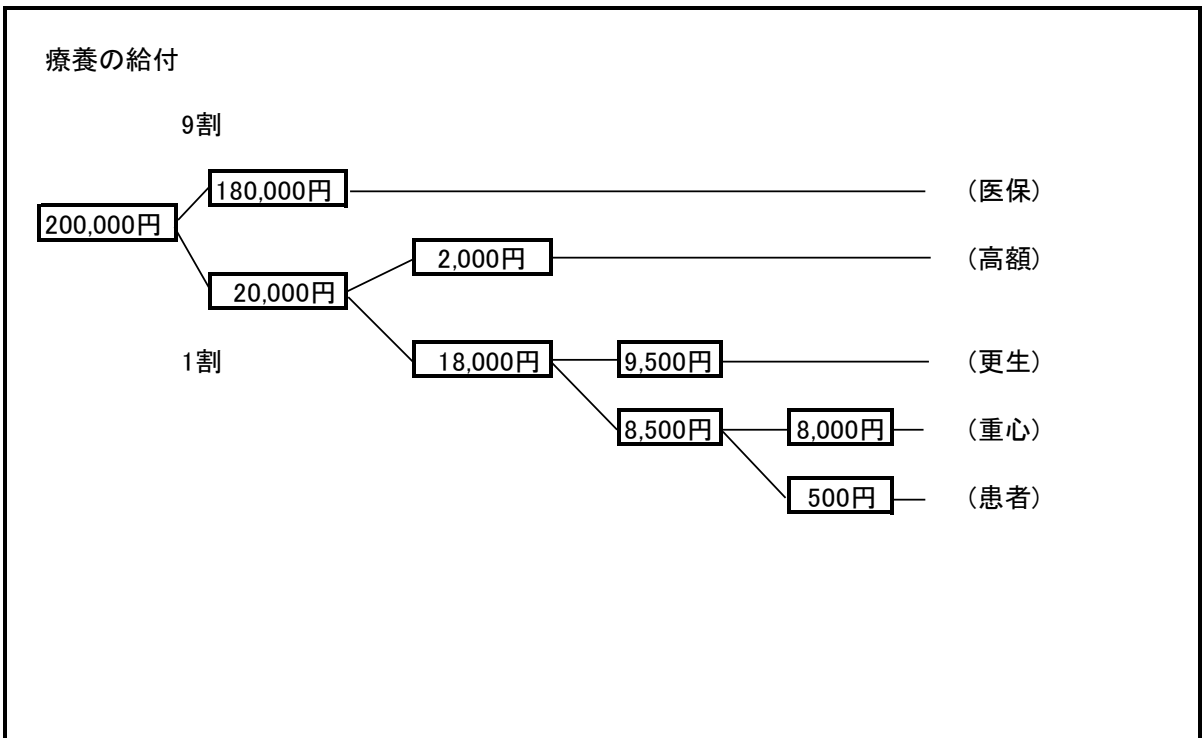 療養の給付
9割
180,000円 (医保)
200,000円
2,000円 (高額)
20,000円
1割 18,000円 9,500円 (更生)
8,500円 8,000円 (重心)
500円 (患者)